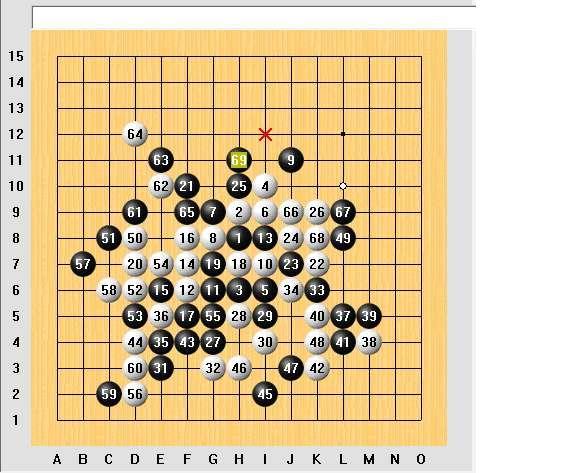 15
14
13
12 64
11 63 69 9
10 62 21 25 4
9 61 65 7 2 6 66 26 67
8 51 50 16 8 1 13 24 68 49
7 57 20 54 14 19 18 10 23 22
6 58 52 15 12 11 3 5 34 33
5 53 36 17 55 28 29 40 37 39
4 44 35 43 27 30 48 41 38
3 60 31 32 46 47 42
2 59 56 45
1
A B C D E F G H I J K L M N O